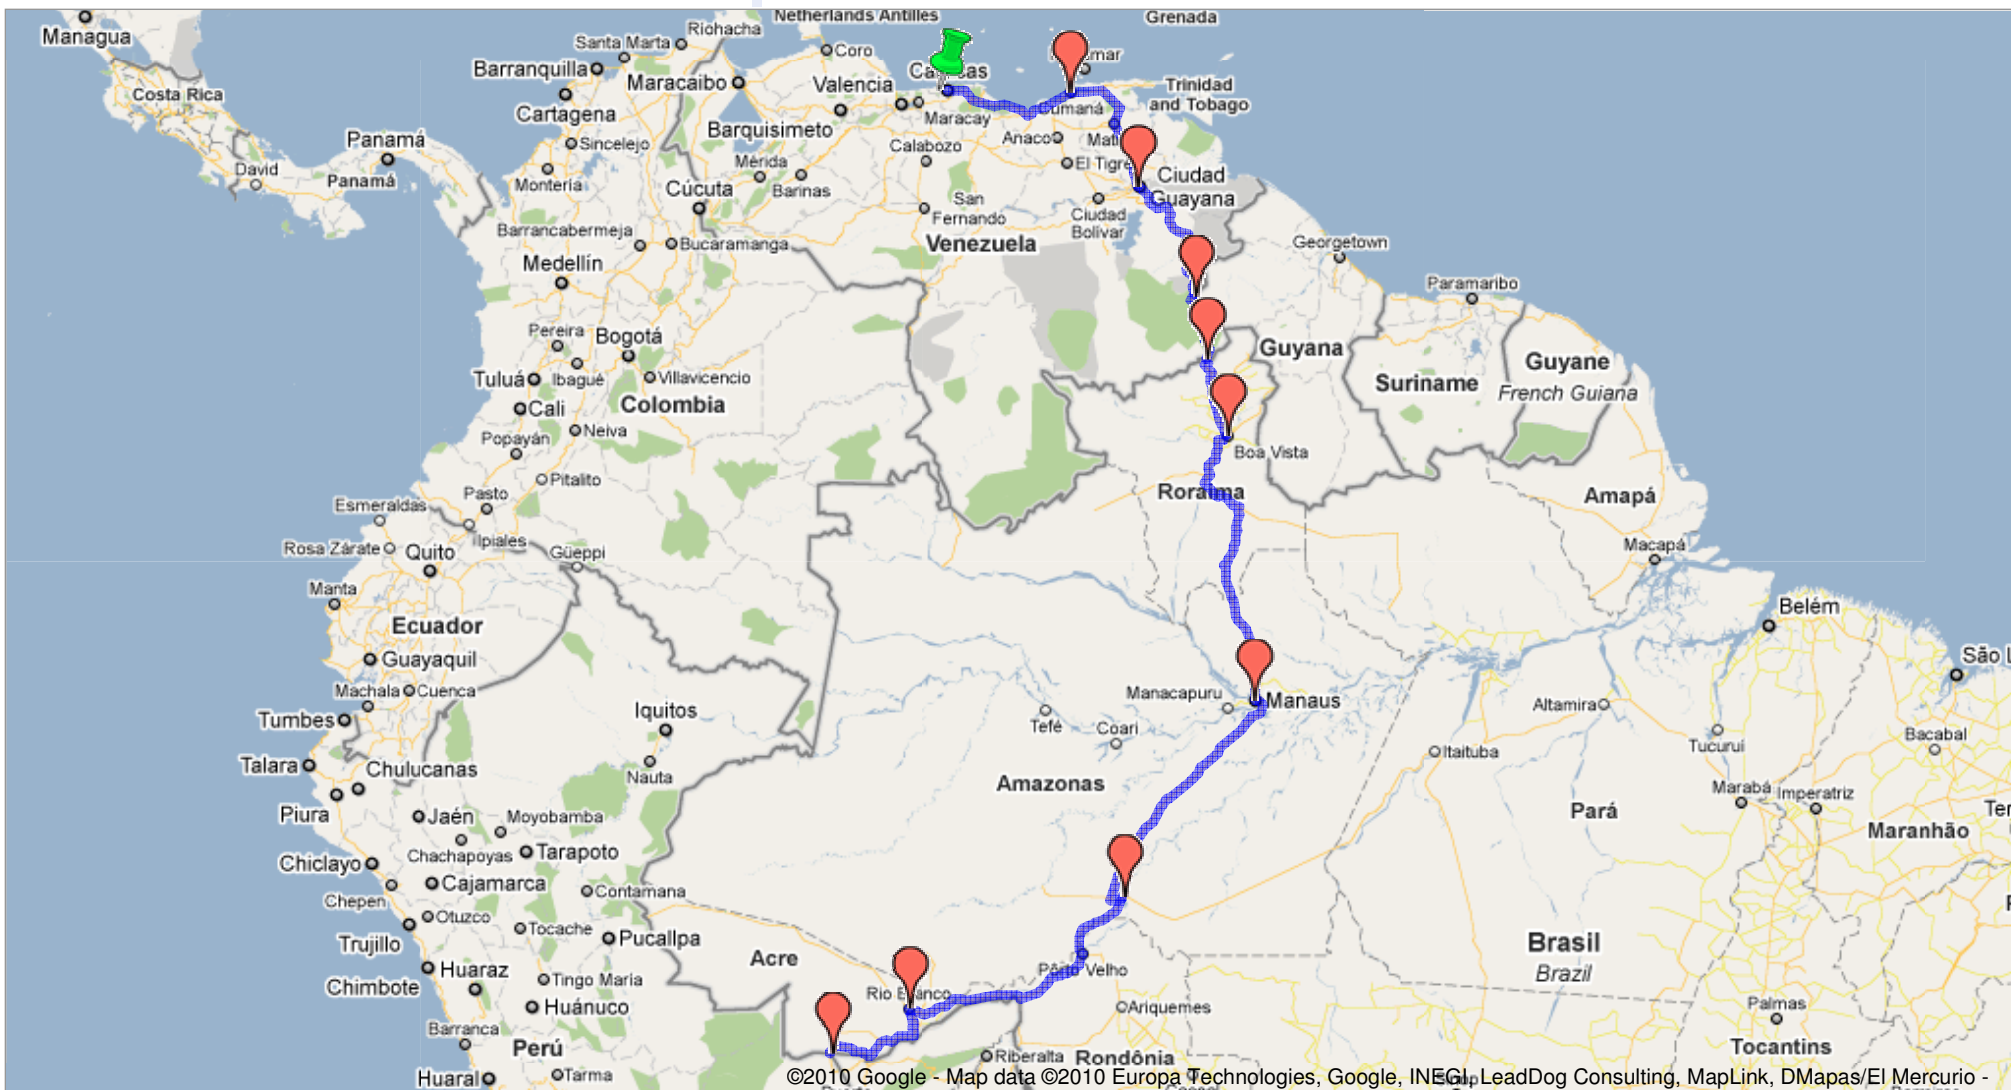 Netherlands Antilles
Grenada
Managua
Riohacha
Santa Marta
Coro
Barranquilla
Maracaibo
Valencia
Costa Rica
Trinidad
and Tobago
Cartagena
Maracay
Barquisimeto
Panamá
Sincelejo
Calabozo
Anaco
David
Panamá
Montería
Mérida
Barinas
El Tigre
Ciudad
Guayana
Cúcuta
San
Fernando
Ciudad
Bolívar
Barrancabermeja
Bucaramanga
Venezuela
Georgetown
Medellín
Paramaribo
Pereira
Bogotá
Guyana
Guyane
French Guiana
Tuluá
Ibagué
Villavicencio
Suriname
Cali
Colombia
Popayán
Neiva
Boa Vista
Pitalito
Roraima
Pasto
Amapá
Esmeraldas
Ipiales
Rosa Zárate
Quito
Güeppi
Macapá
Manta
Belém
Ecuador
Guayaquil
São L
Machala
Cuenca
Manacapuru
Manaus
Tumbes
Iquitos
Tefé
Coari
Altamira
Itaituba
Tucuruí
Bacabal
Talara
Chulucanas
Nauta
Amazonas
Piura
Jaén
Moyobamba
Marabá
Imperatriz
Pará
Ter
Maranhão
Chachapoyas
Tarapoto
Chiclayo
Cajamarca
Contamana
Chepen
Otuzco
Tocache
Pucallpa
Trujillo
Acre
Brasil
Brazil
Huaraz
Tingo María
Porto Velho
Chimbote
Rio Branco
Huánuco
Ariquemes
Palmas
Barranca
Perú
Riberalta
Rondônia
Tocantins
Huaral
Tarma
©2010 Google - Map data ©2010 Europa Technologies, Google, INEGI, LeadDog Consulting, MapLink, DMapas/El Mercurio -